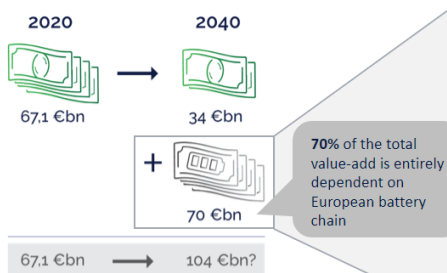 2020 2040
67,1 €bn 34 €bn
+
70 €bn
70% of the total
value-add is entirely
dependent on
European battery
chain
67,1 €bn 104 €bn?